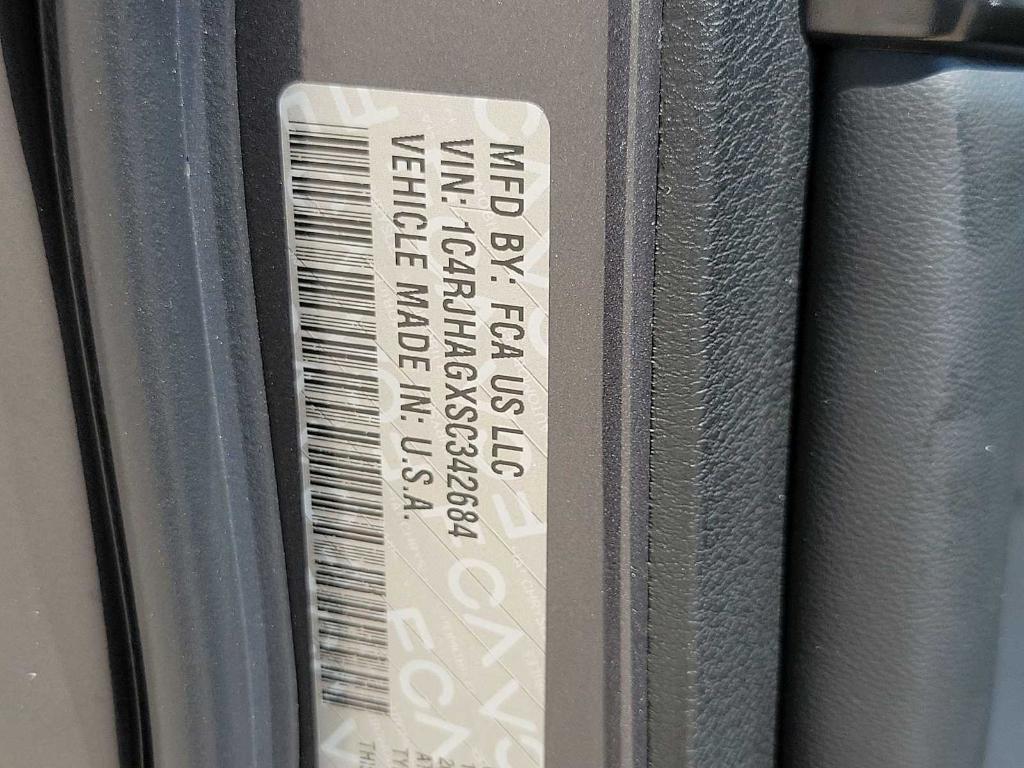 MFD BY: FCA US LLC
VIN: 1C4RJHAGXSC342684
VEHICLE MADE IN: U.S.A.